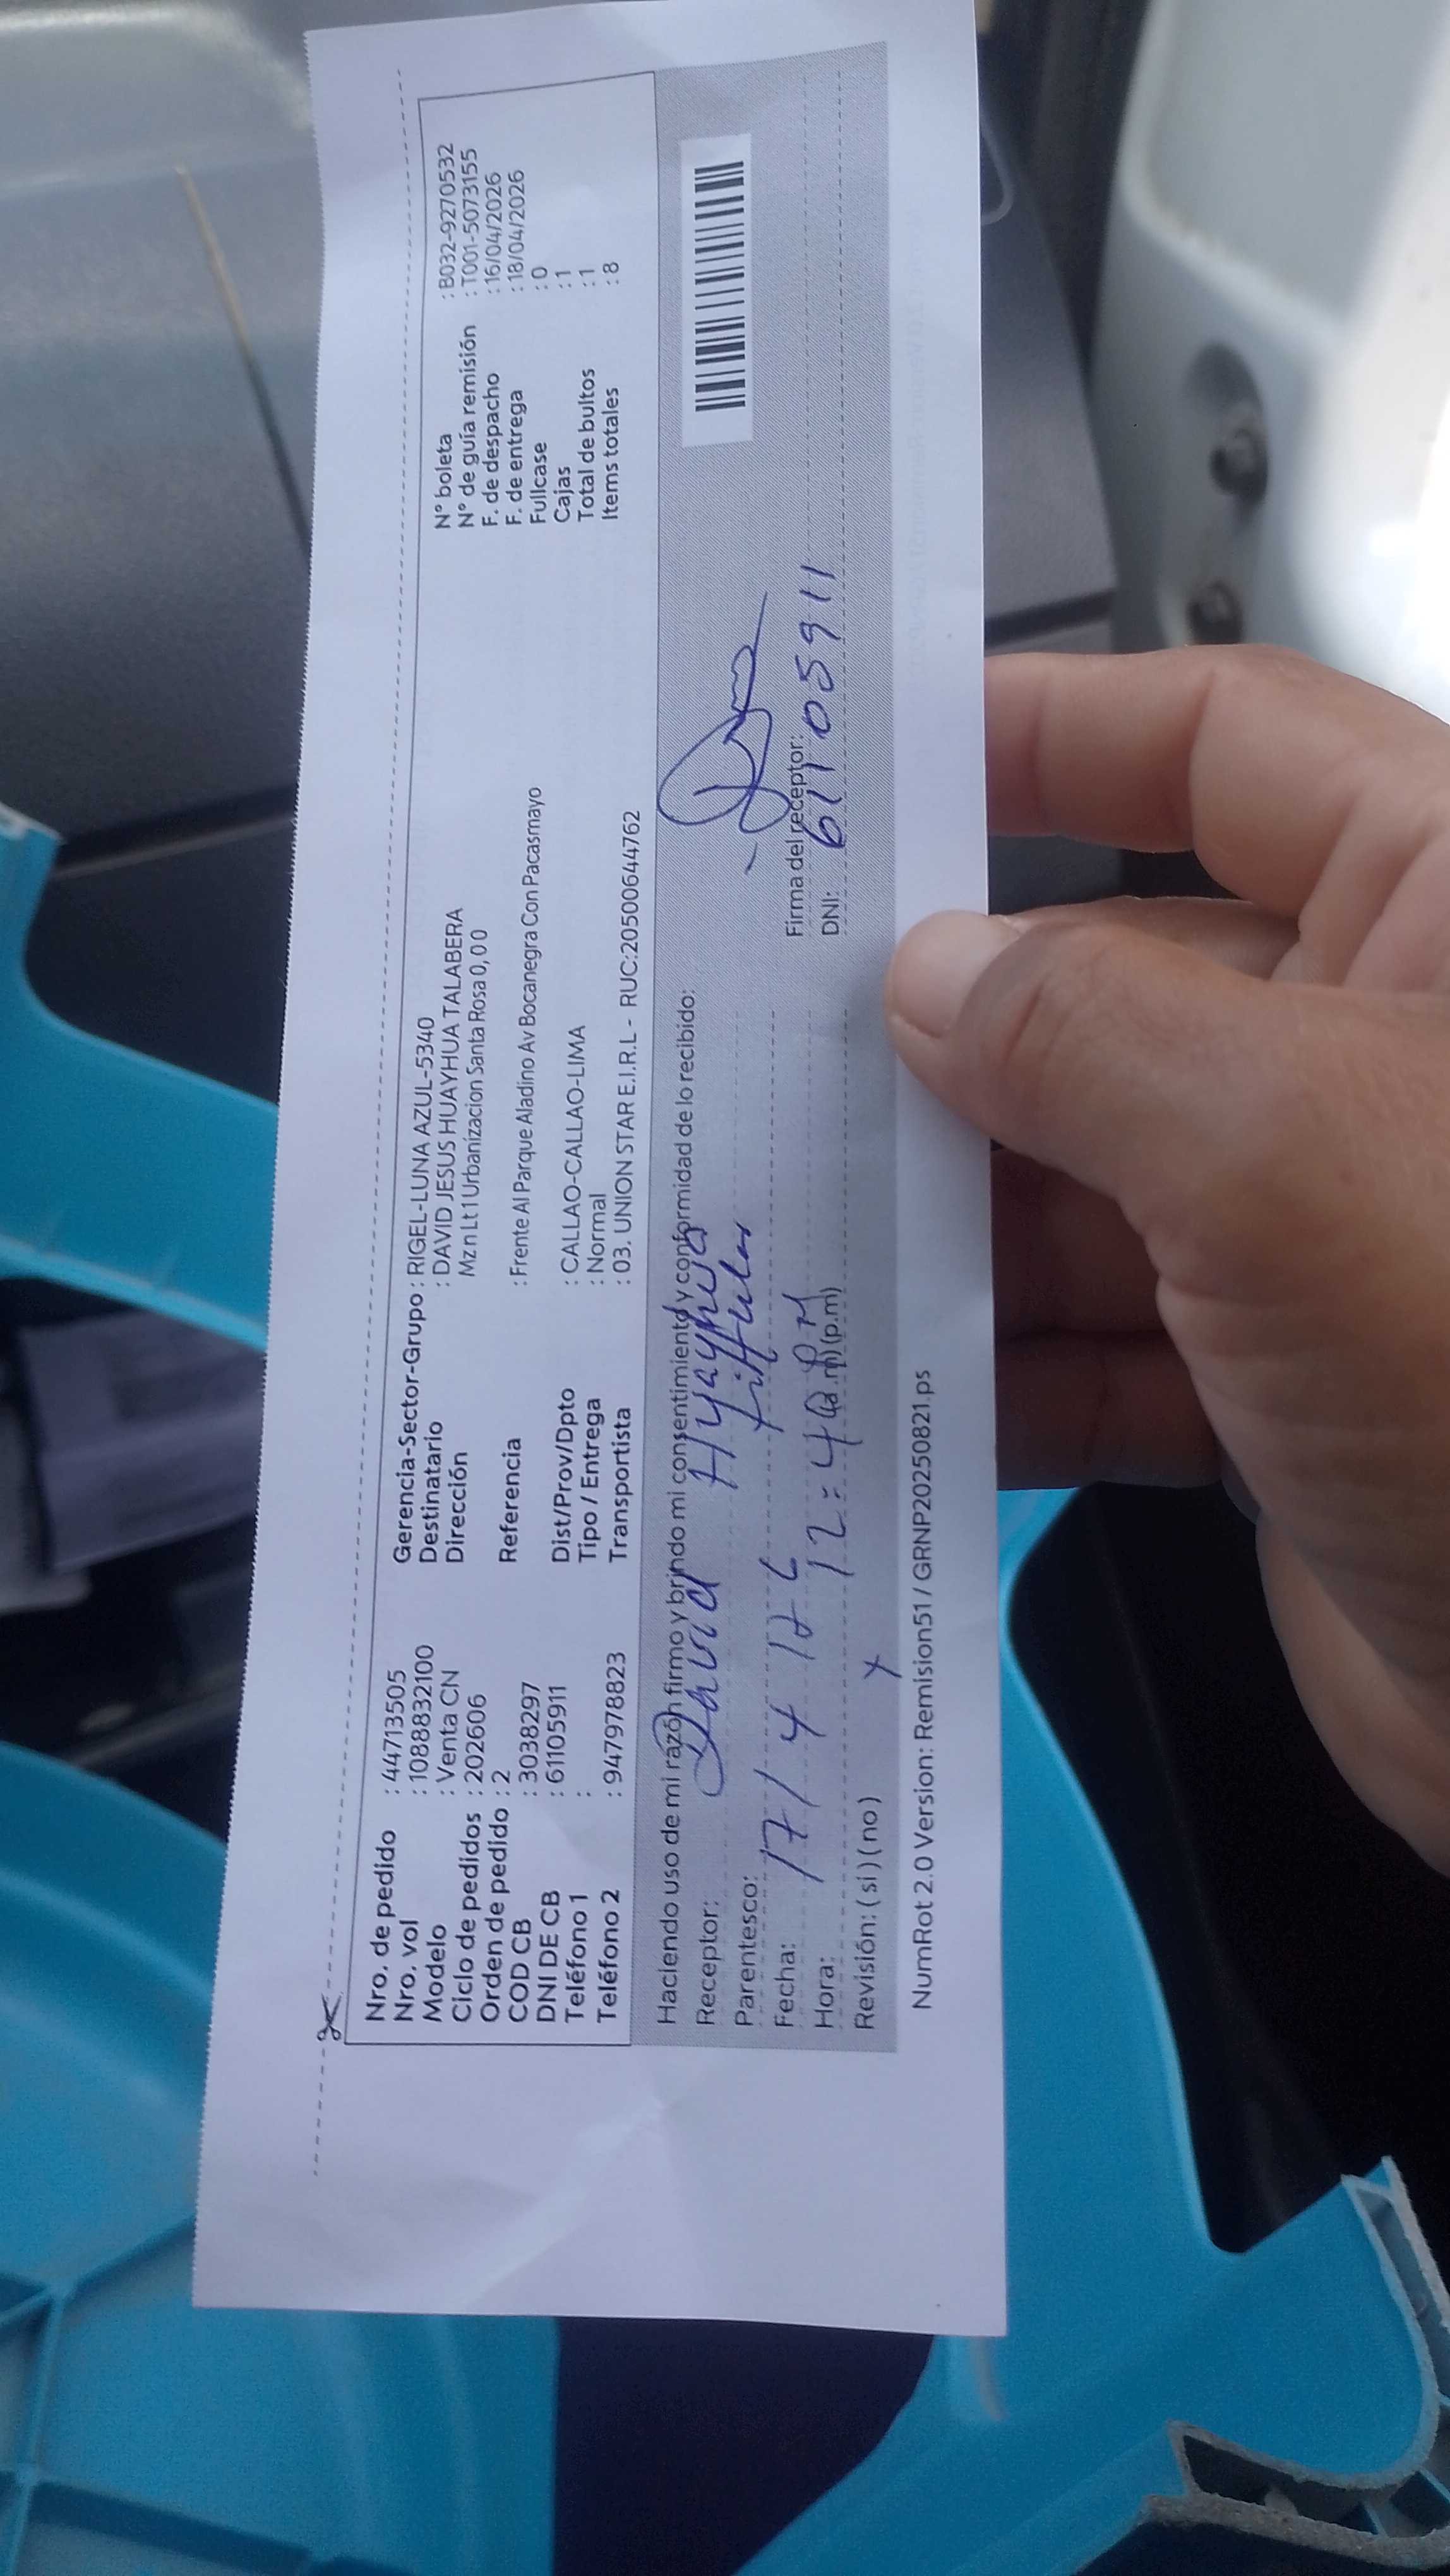 Nro. de pedido : 44713505
Nro. vol : 1088832100
Modelo : Venta CN
Ciclo de pedidos : 202606
Orden de pedido : 2
COD CB : 3038297
DNI DE CB : 61105911
Teléfono 1 :
Teléfono 2 : 947978823
Gerencia-Sector-Grupo : RIGEL-LUNA AZUL-5340
Destinatario : DAVID JESUS HUAYHUA TALABERA
Dirección Mz n Lt 1 Urbanizacion Santa Rosa 0, 0 0
Referencia : Frente Al Parque Aladino Av Bocanegra Con Pacasmayo
Dist/Prov/Dpto : CALLAO-CALLAO-LIMA
Tipo / Entrega : Normal
Transportista : 03. UNION STAR E.I.R.L - RUC:20500644762
N° boleta : B032-9270532
N° de guía remisión : T001-5073155
F. de despacho : 16/04/2026
F. de entrega : 18/04/2026
Fullcase : 0
Cajas : 1
Total de bultos : 1
Items totales : 8
Haciendo uso de mi razón firmo y brindo mi consentimiento y conformidad de lo recibido:
Receptor: David
Parentesco:
Fecha: 17/4/26
Hora: 12:40 PM (a.m) (p.m)
Revisión: ( si ) ( no )
Firma del receptor:
DNI: 61105911
NumRot 2.0 Version: Remision51 / GRNP20250821.ps